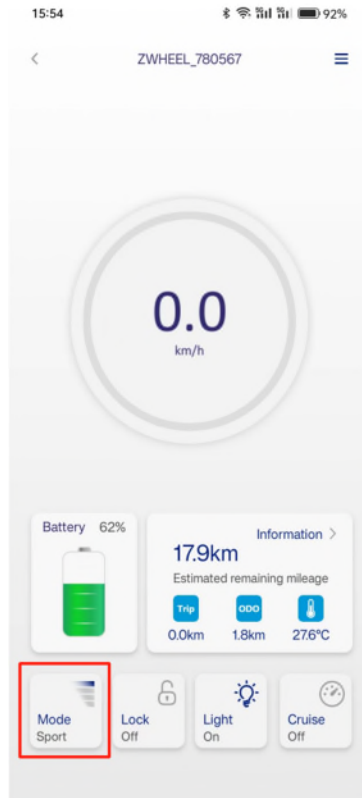 15:54
92%
ZWHEEL_780567
0.0
km/h
Battery 62%
Information >
17.9km
Estimated remaining mileage
Trip ODO
0.0km 1.8km 27.6°C
Mode Lock Light Cruise
Sport Off On Off